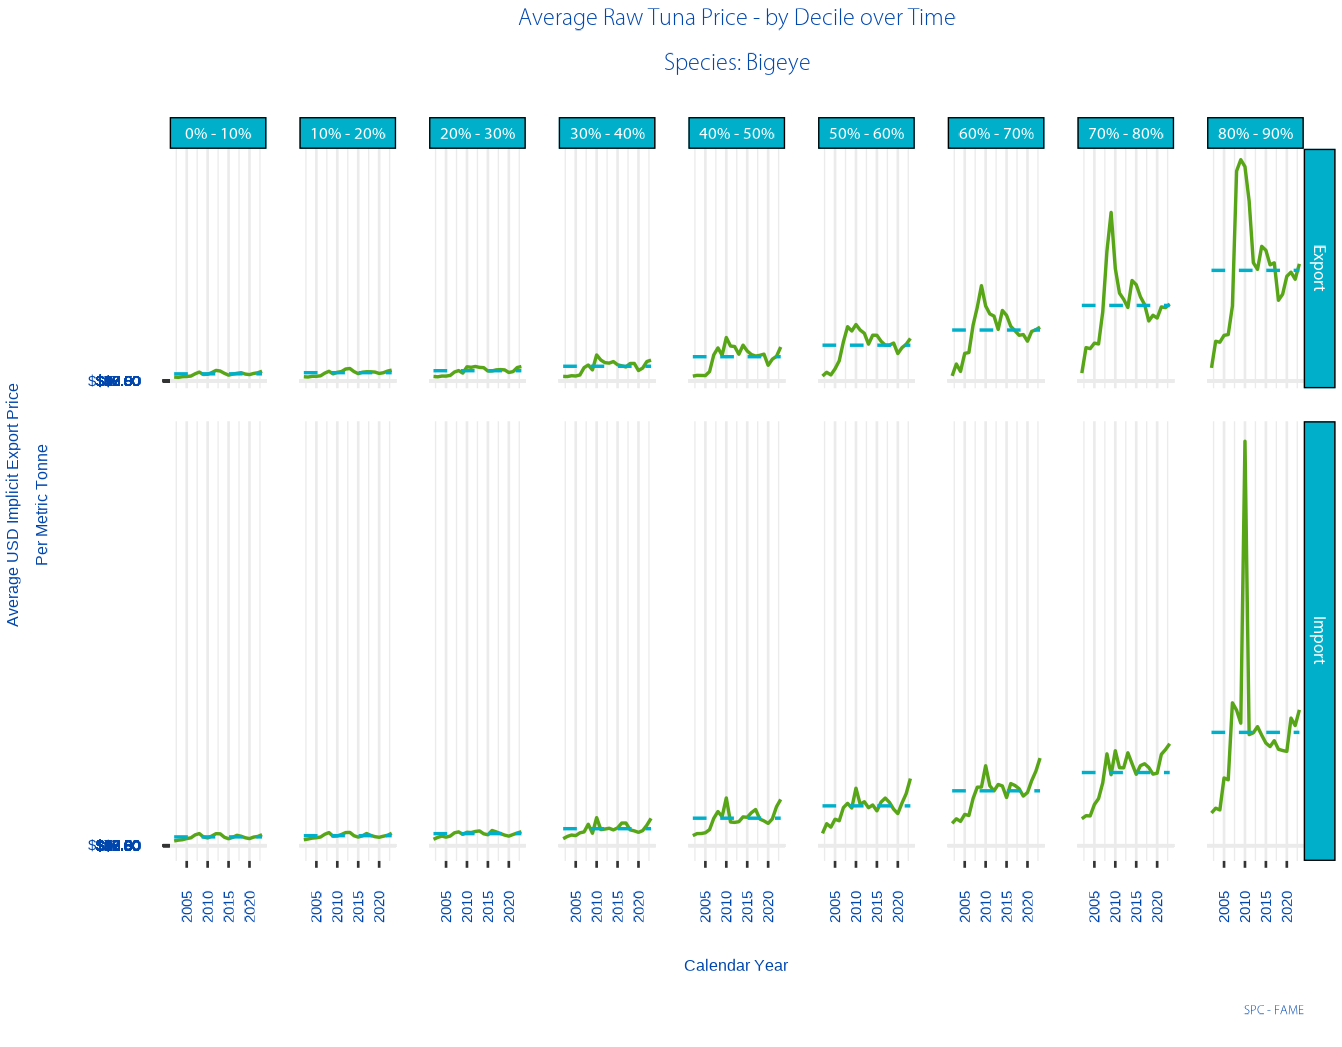 Average Raw Tuna Price - by Decile over Time
Species: Bigeye
0% - 10% 10% - 20% 20% - 30% 30% - 40% 40% - 50% 50% - 60% 60% - 70% 70% - 80% 80% - 90%
Export
Import
Average USD Implicit Export Price
Per Metric Tonne
2005 2010 2015 2020 2005 2010 2015 2020 2005 2010 2015 2020 2005 2010 2015 2020 2005 2010 2015 2020 2005 2010 2015 2020 2005 2010 2015 2020 2005 2010 2015 2020 2005 2010 2015 2020
Calendar Year
SPC - FAME